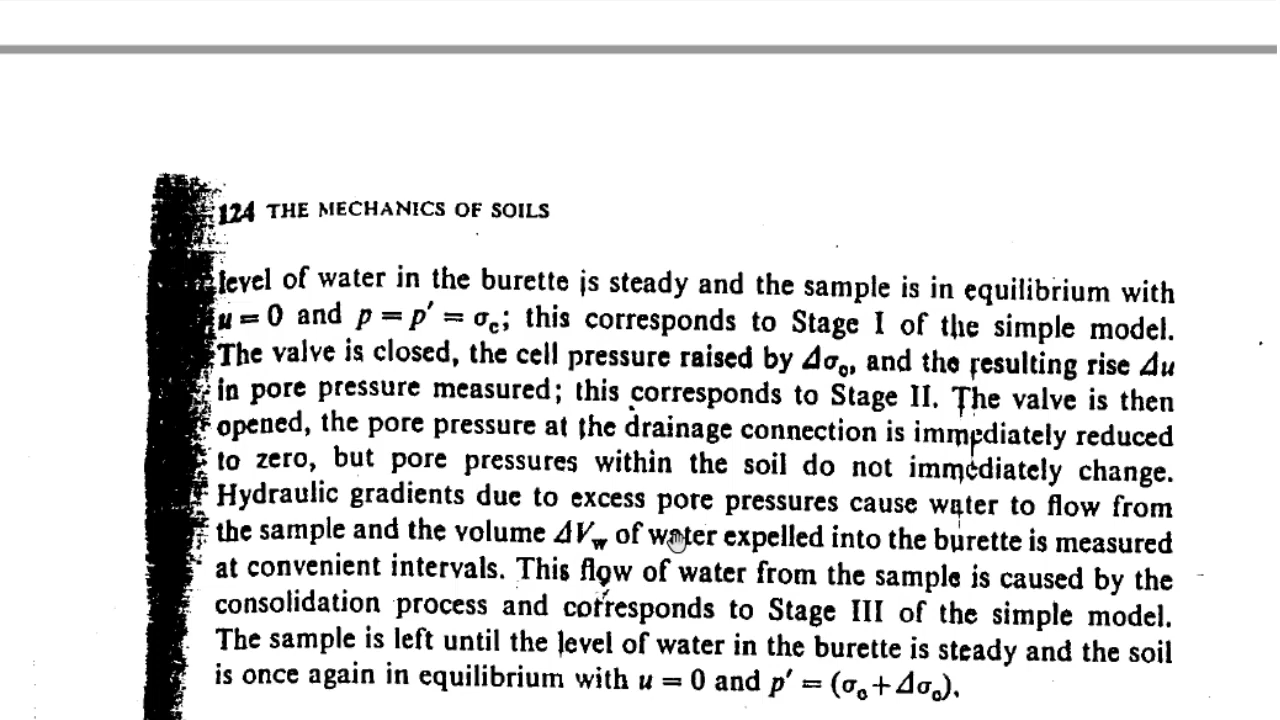 124 THE MECHANICS OF SOILS
level of water in the burette is steady and the sample is in equilibrium with
u = 0 and p = p′ = σc; this corresponds to Stage I of the simple model.
The valve is closed, the cell pressure raised by Δσc, and the resulting rise Δu
in pore pressure measured; this corresponds to Stage II. The valve is then
opened, the pore pressure at the drainage connection is immediately reduced
to zero, but pore pressures within the soil do not immediately change.
Hydraulic gradients due to excess pore pressures cause water to flow from
the sample and the volume ΔVw of water expelled into the burette is measured
at convenient intervals. This flow of water from the sample is caused by the
consolidation process and corresponds to Stage III of the simple model.
The sample is left until the level of water in the burette is steady and the soil
is once again in equilibrium with u = 0 and p′ = (σc+Δσc).